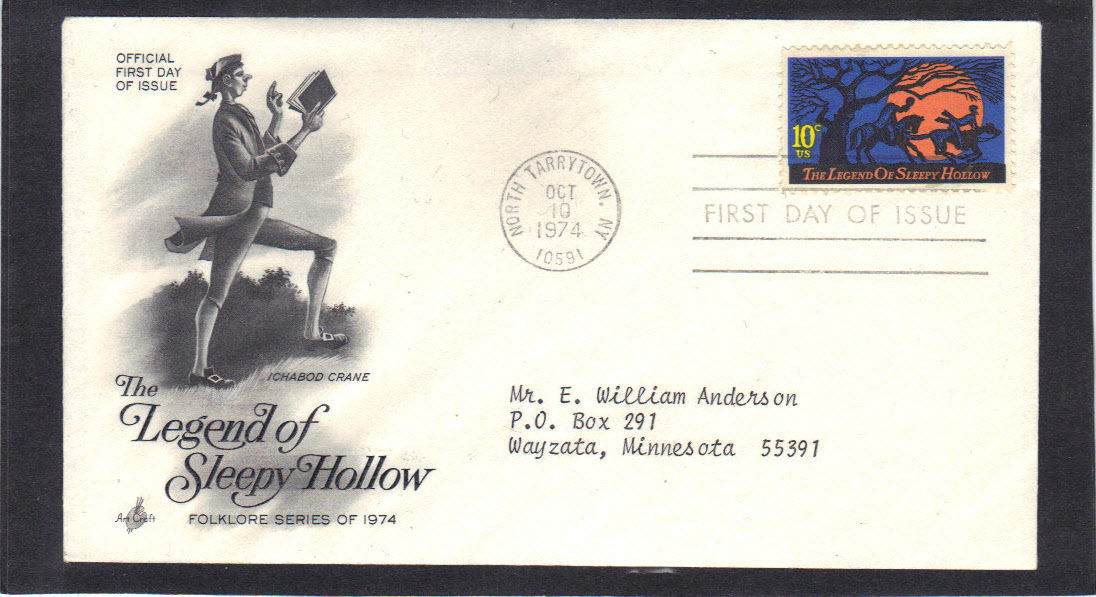 OFFICIAL
FIRST DAY
OF ISSUE
10c
US
THE LEGEND OF SLEEPY HOLLOW
NORTH TARRYTOWN, NY
OCT
10
1974
10591
FIRST DAY OF ISSUE
ICHABOD CRANE
The
Legend of
Sleepy Hollow
Art Craft
FOLKLORE SERIES OF 1974
Mr. E. William Anderson
P.O. Box 291
Wayzata, Minnesota 55391